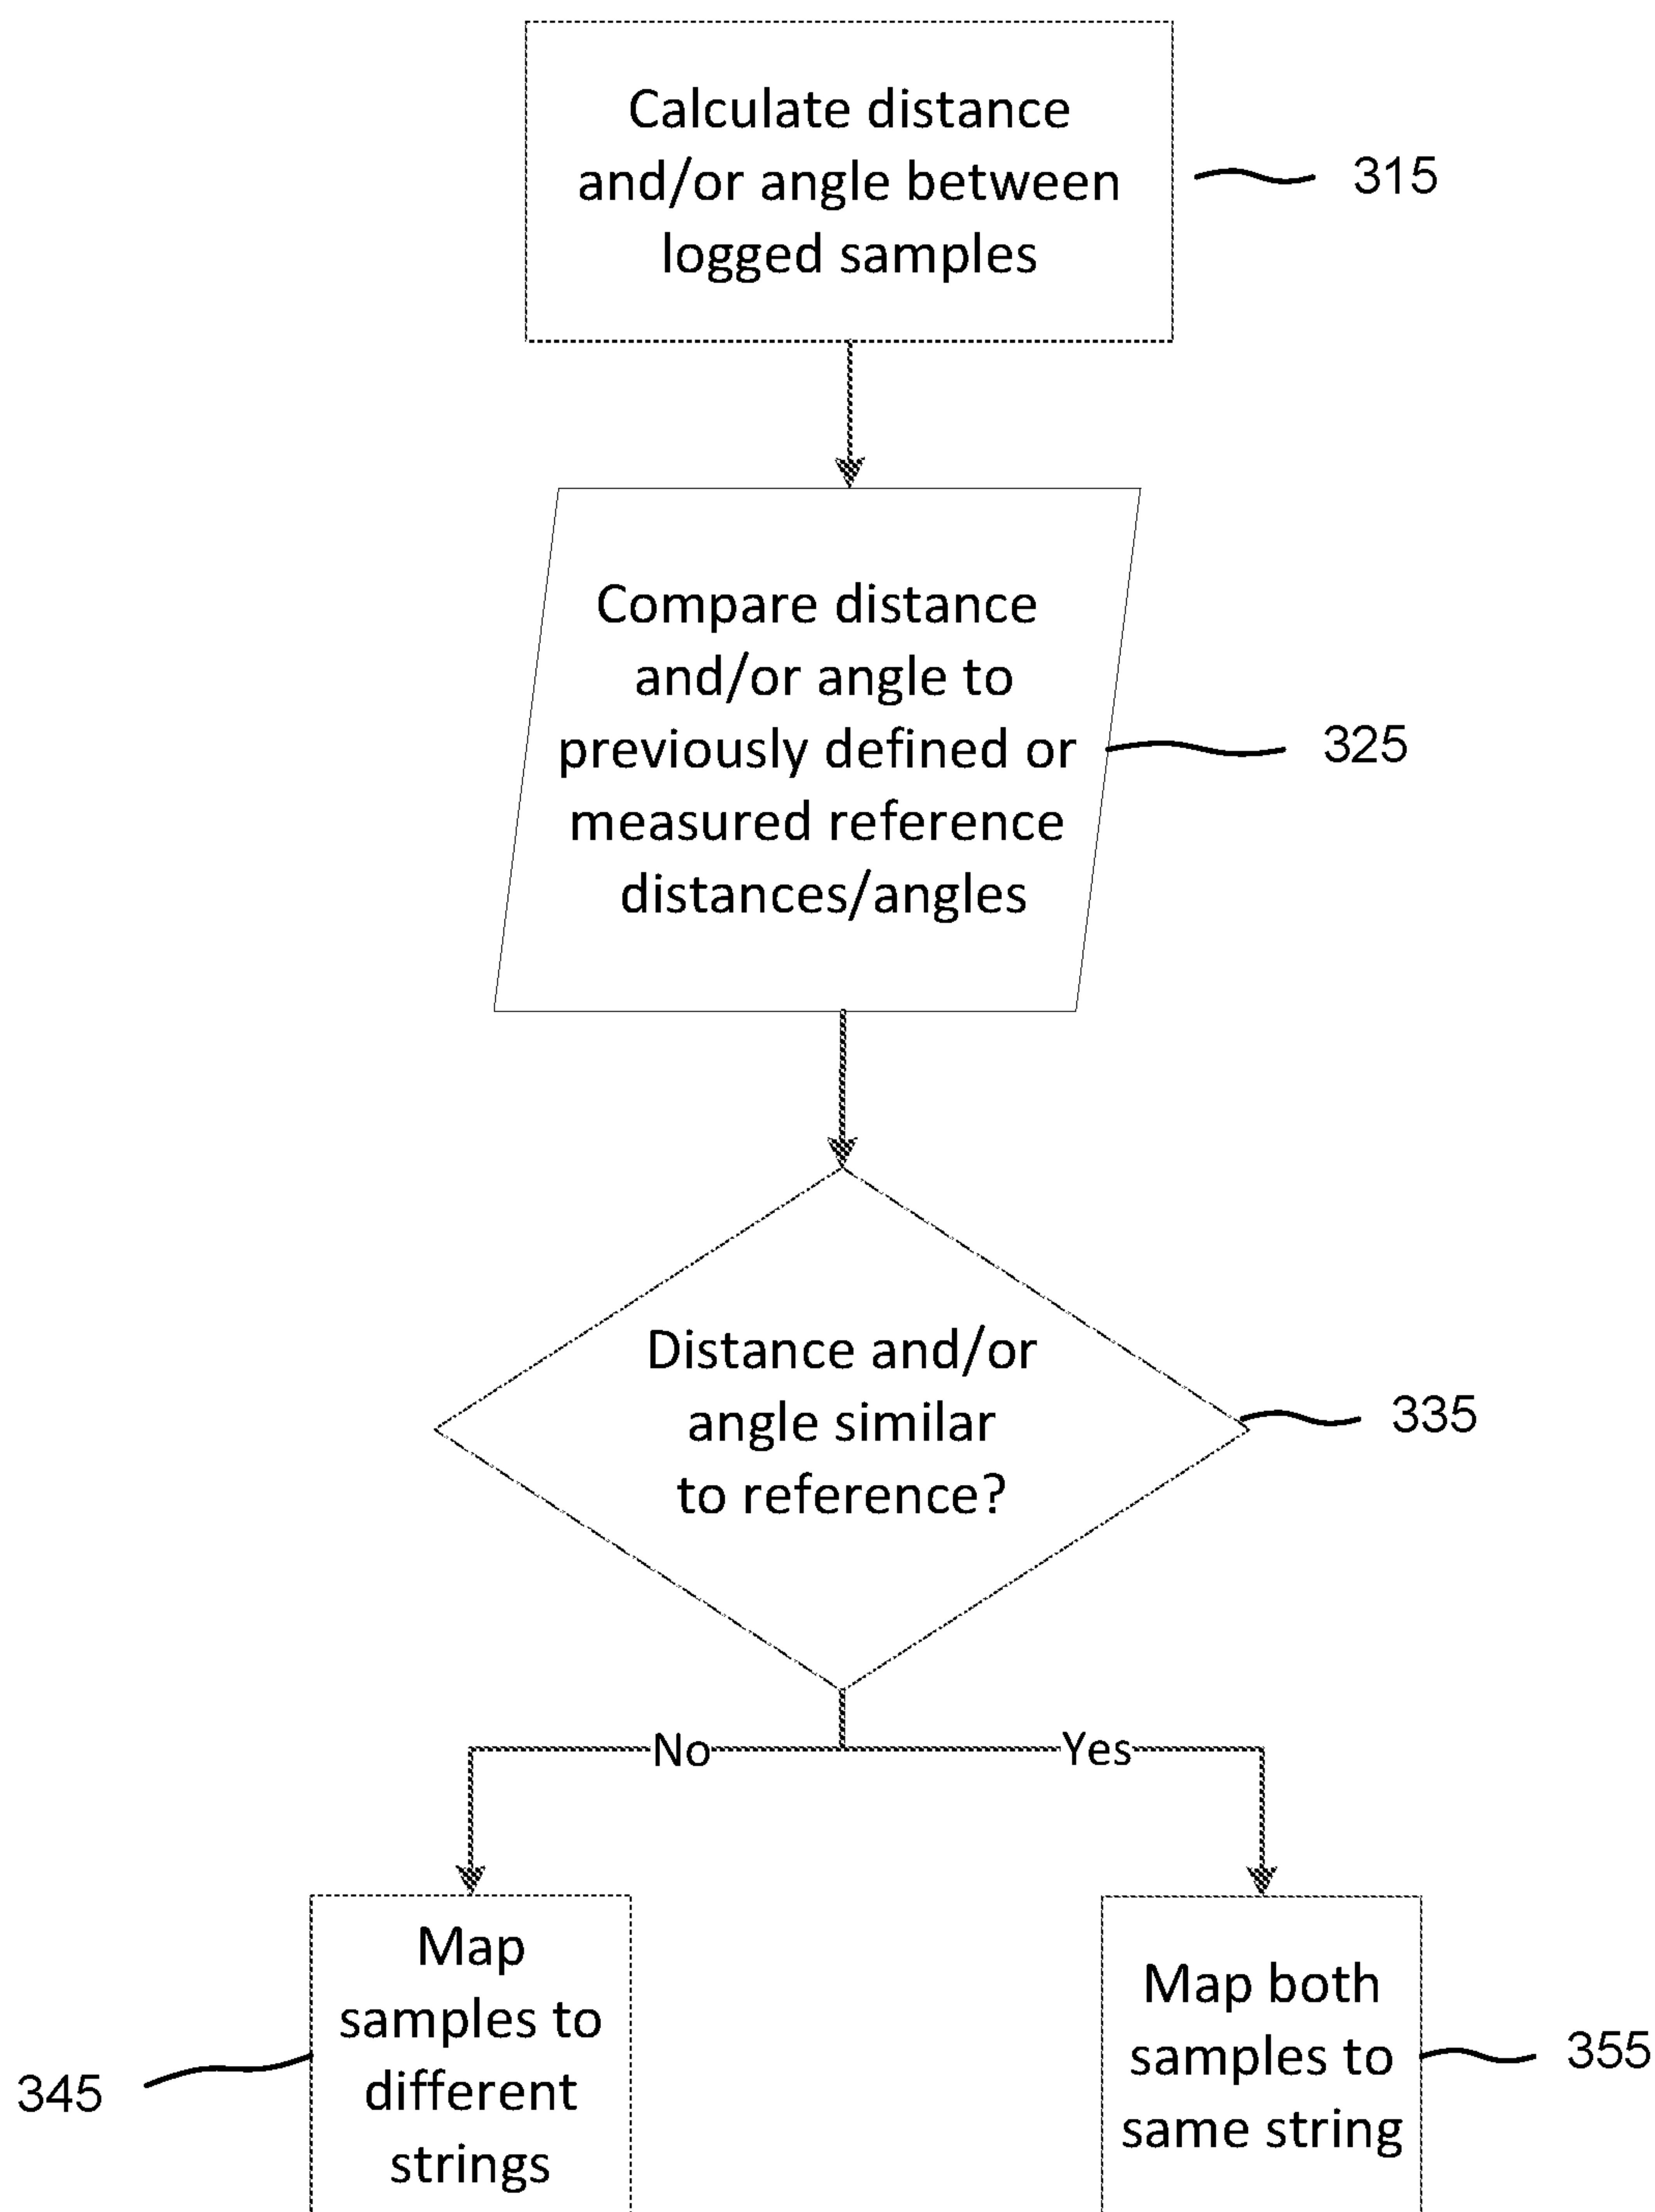 Calculate distance
and/or angle between
logged samples
315
Compare distance
and/or angle to
previously defined or
measured reference
distances/angles
325
Distance and/or
angle similar
to reference?
335
No
Yes
Map
samples to
different
strings
345
Map both
samples to
same string
355